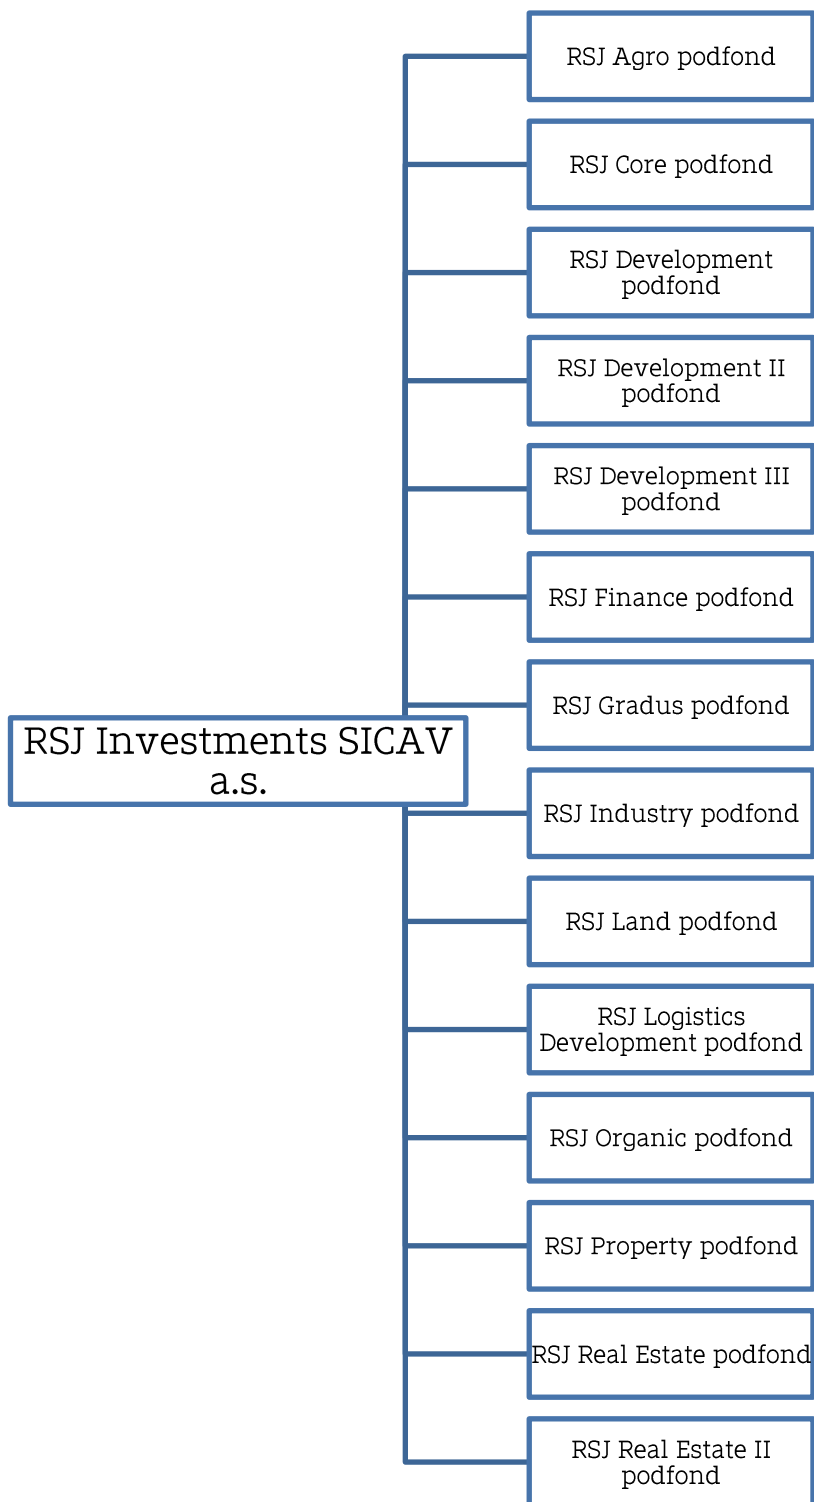 RSJ Agro podfond
RSJ Core podfond
RSJ Development
podfond
RSJ Development II
podfond
RSJ Development III
podfond
RSJ Finance podfond
RSJ Gradus podfond
RSJ Investments SICAV
a.s.
RSJ Industry podfond
RSJ Land podfond
RSJ Logistics
Development podfond
RSJ Organic podfond
RSJ Property podfond
RSJ Real Estate podfond
RSJ Real Estate II
podfond